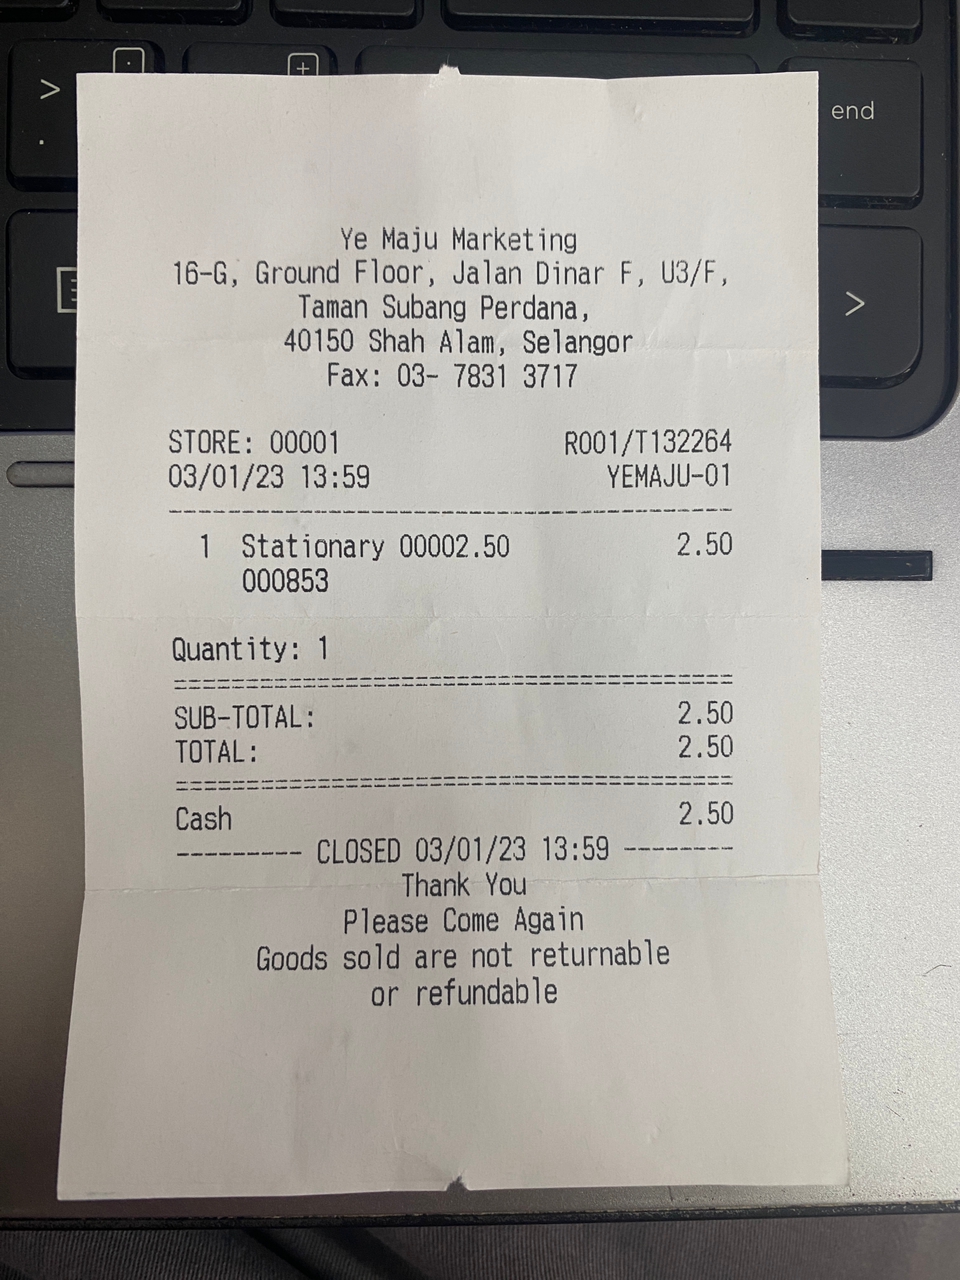 >
.
+
end
>
Ye Maju Marketing
16-G, Ground Floor, Jalan Dinar F, U3/F,
Taman Subang Perdana,
40150 Shah Alam, Selangor
Fax: 03- 7831 3717
STORE: 00001 R001/T132264
03/01/23 13:59 YEMAJU-01
1 Stationary 00002.50 2.50
000853
Quantity: 1
SUB-TOTAL: 2.50
TOTAL: 2.50
Cash 2.50
--------- CLOSED 03/01/23 13:59 --------
Thank You
Please Come Again
Goods sold are not returnable
or refundable